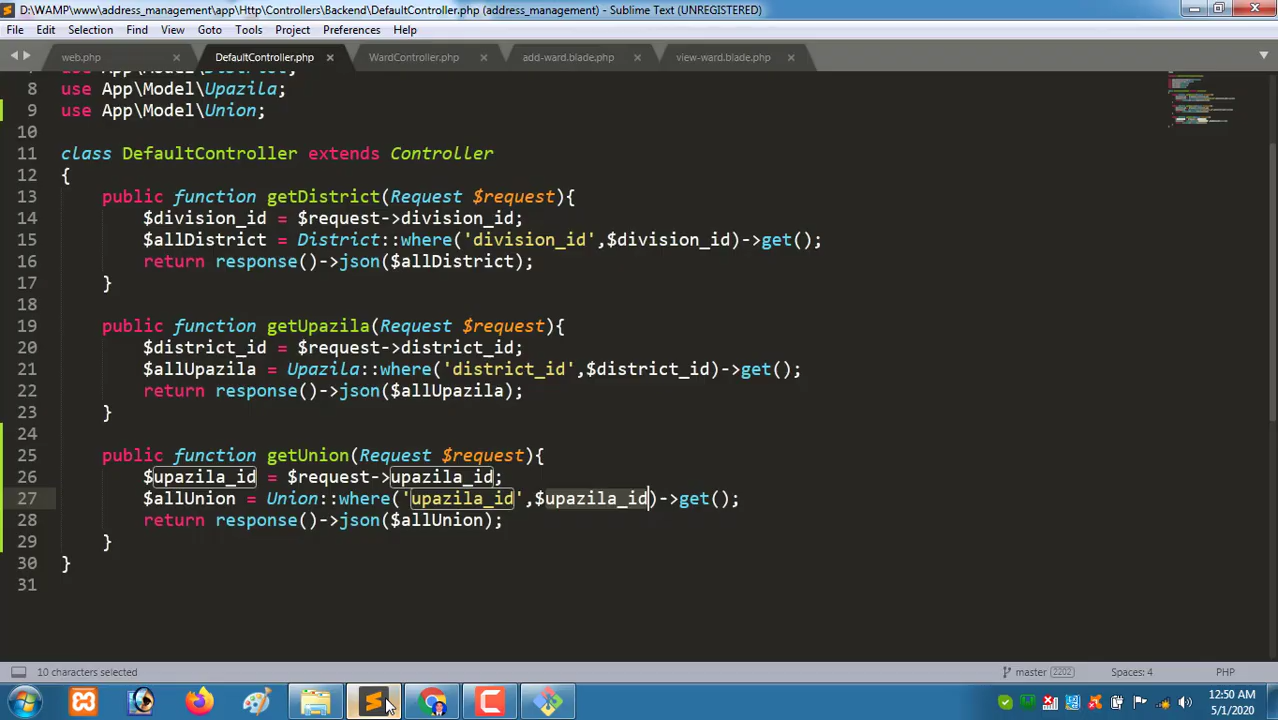 D:\WAMP\www\address_management\app\Http\Controllers\Backend\DefaultController.php (address_management) - Sublime Text (UNREGISTERED)
File Edit Selection Find View Goto Tools Project Preferences Help
web.php DefaultController.php WardController.php add-ward.blade.php view-ward.blade.php
7 use App\Model\District;
8 use App\Model\Upazila;
9 use App\Model\Union;
10
11 class DefaultController extends Controller
12 {
13 public function getDistrict(Request $request){
14 $division_id = $request->division_id;
15 $allDistrict = District::where('division_id',$division_id)->get();
16 return response()->json($allDistrict);
17 }
18
19 public function getUpazila(Request $request){
20 $district_id = $request->district_id;
21 $allUpazila = Upazila::where('district_id',$district_id)->get();
22 return response()->json($allUpazila);
23 }
24
25 public function getUnion(Request $request){
26 $upazila_id = $request->upazila_id;
27 $allUnion = Union::where('upazila_id',$upazila_id)->get();
28 return response()->json($allUnion);
29 }
30 }
31
10 characters selected master 2202 Spaces: 4 PHP
12:50 AM
5/1/2020